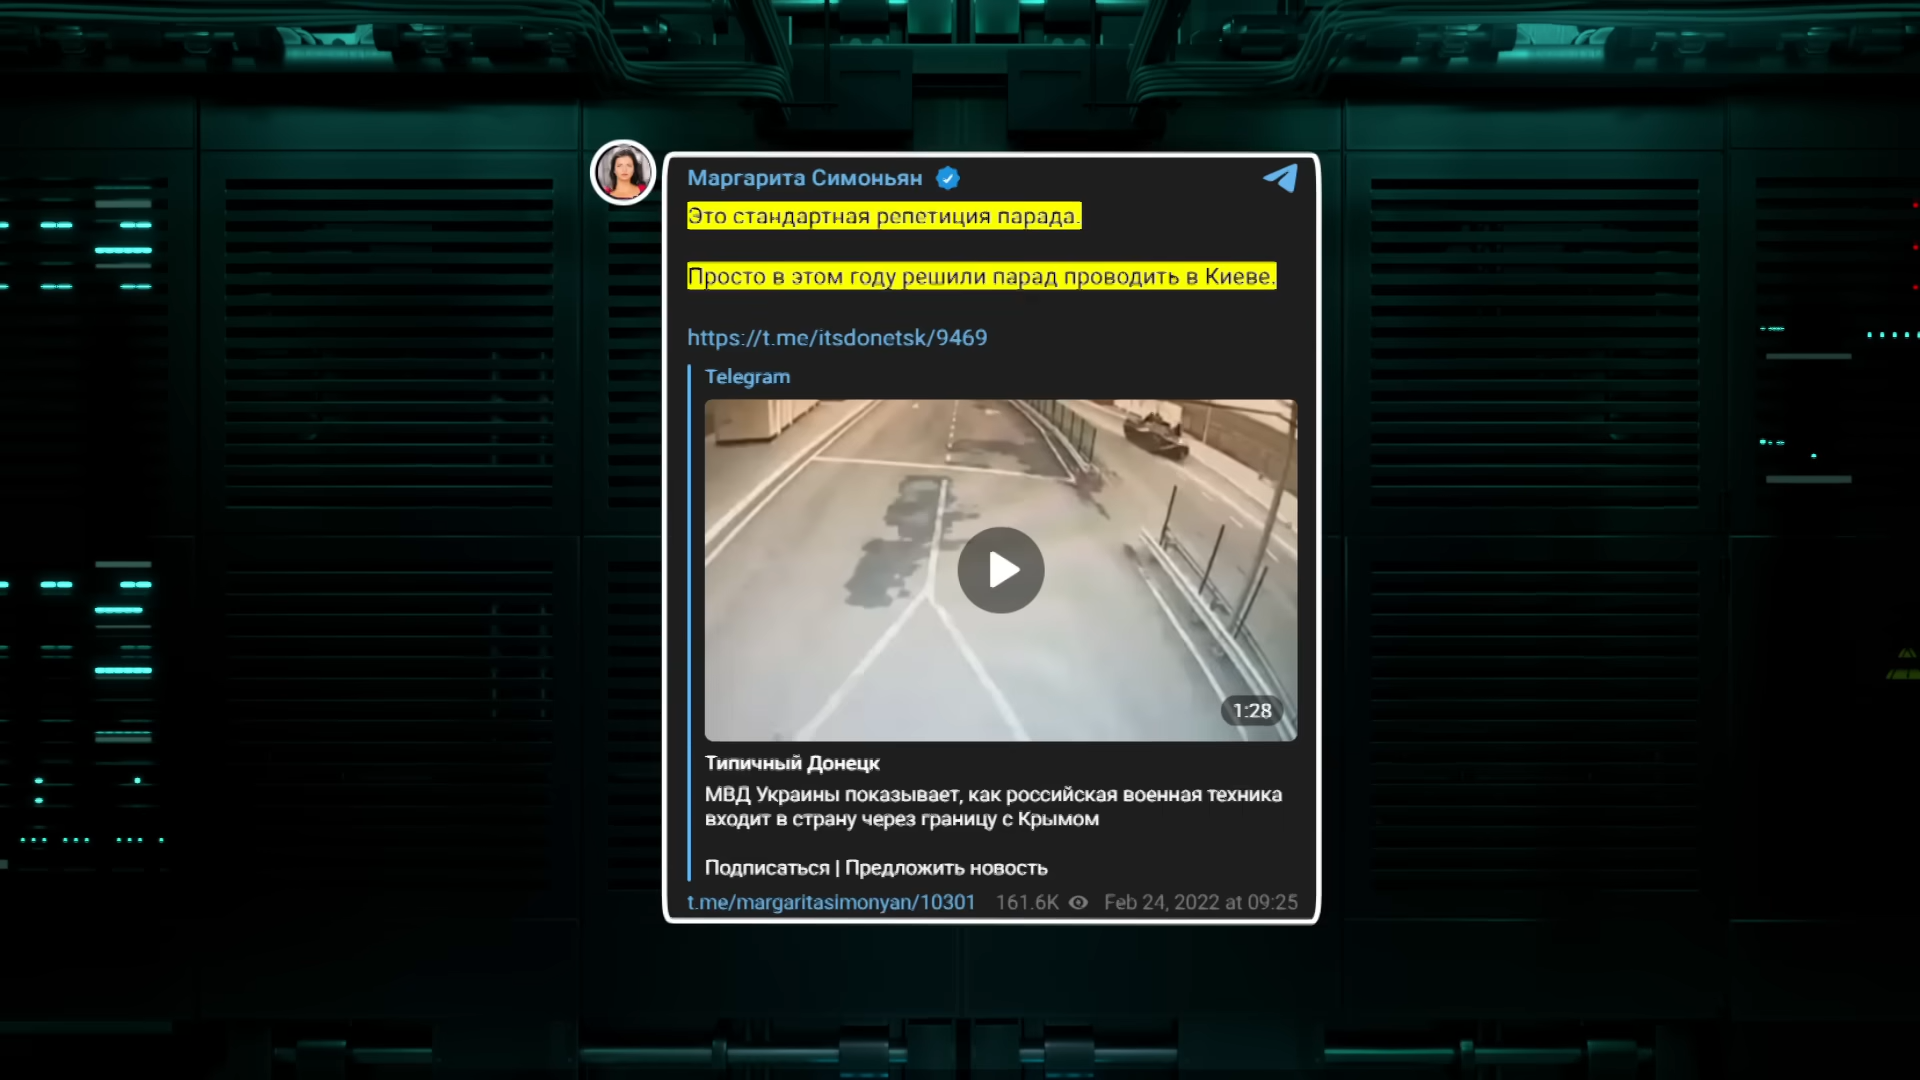 Маргарита Симоньян
Это стандартная репетиция парада.
Просто в этом году решили парад проводить в Киеве.
https://t.me/itsdonetsk/9469
Telegram
1:28
Типичный Донецк
МВД Украины показывает, как российская военная техника
входит в страну через границу с Крымом
Подписаться | Предложить новость
t.me/margaritasimonyan/10301 161.6K Feb 24, 2022 at 09:25